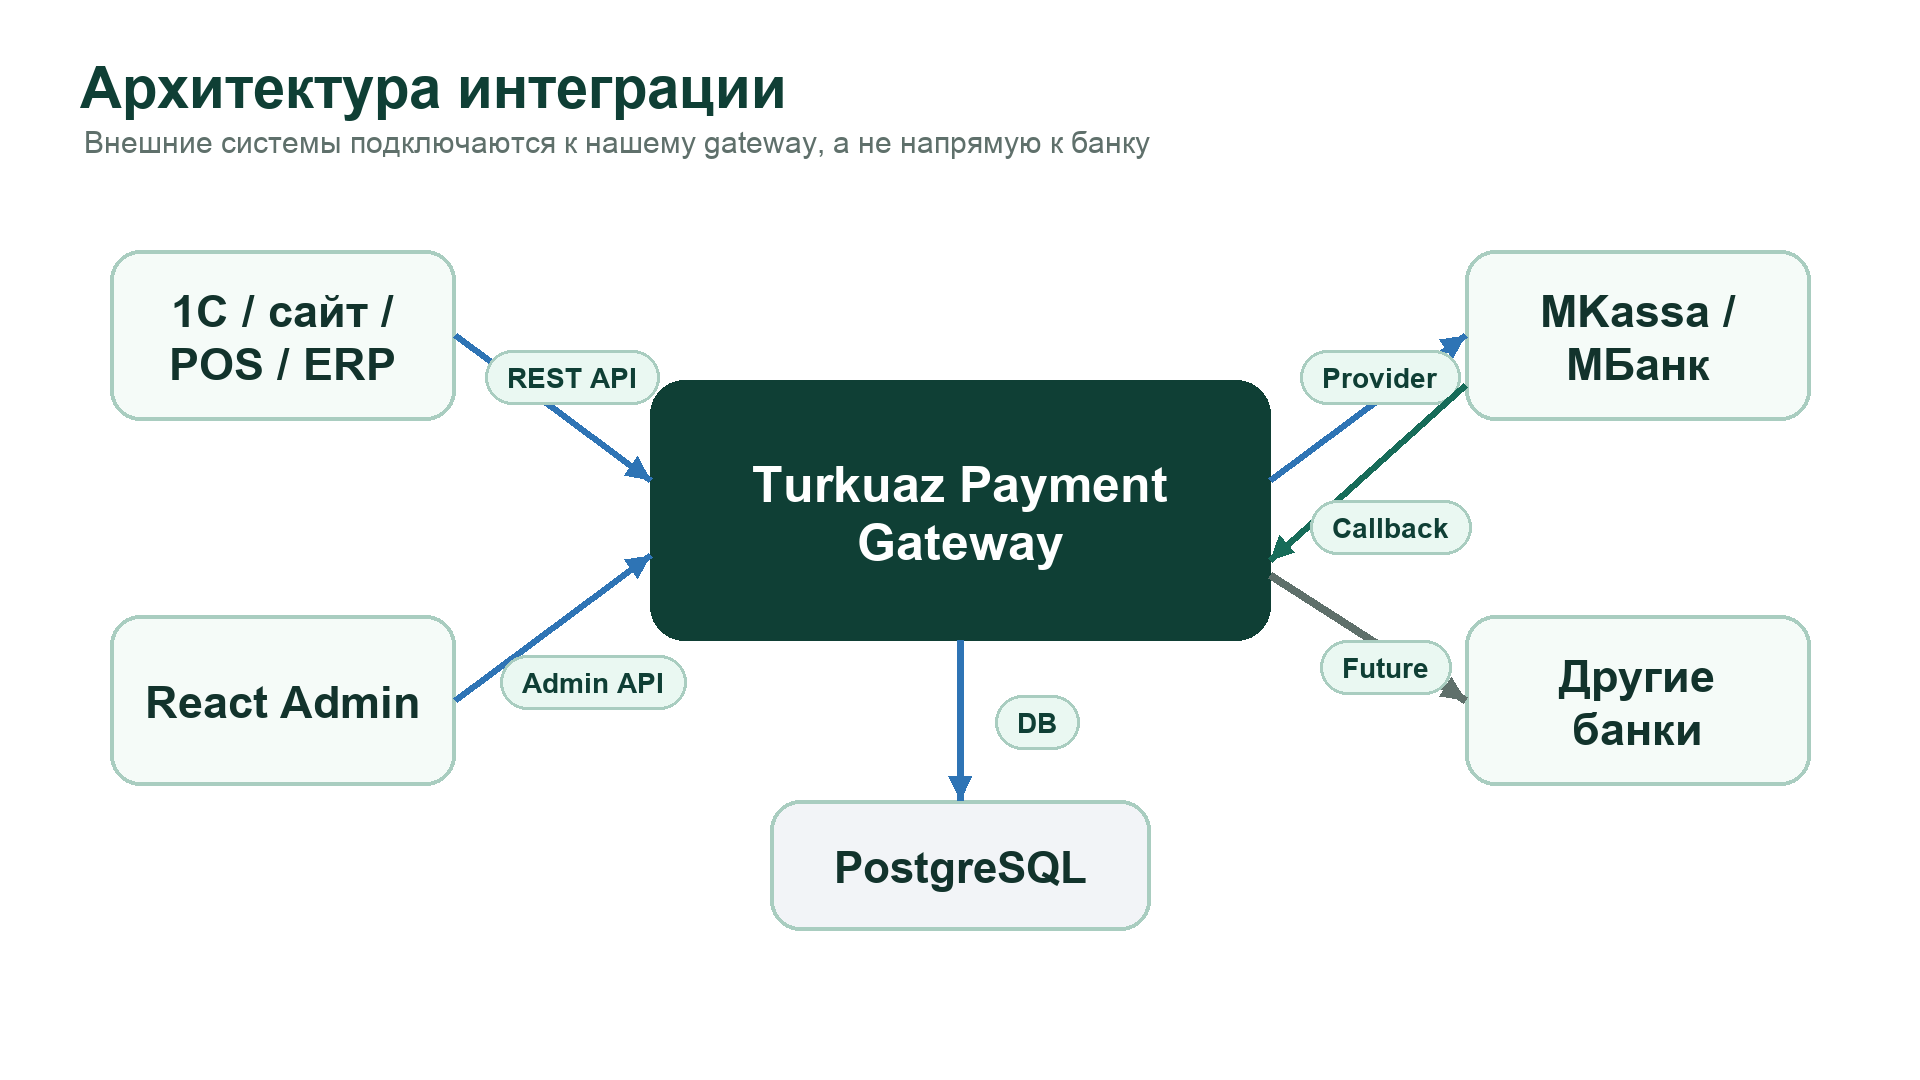 Архитектура интеграции
Внешние системы подключаются к нашему gateway, а не напрямую к банку
1C / сайт /
POS / ERP
REST API
Turkuaz Payment
Gateway
Provider
MKassa /
МБанк
Callback
React Admin
Admin API
DB
Future
Другие
банки
PostgreSQL